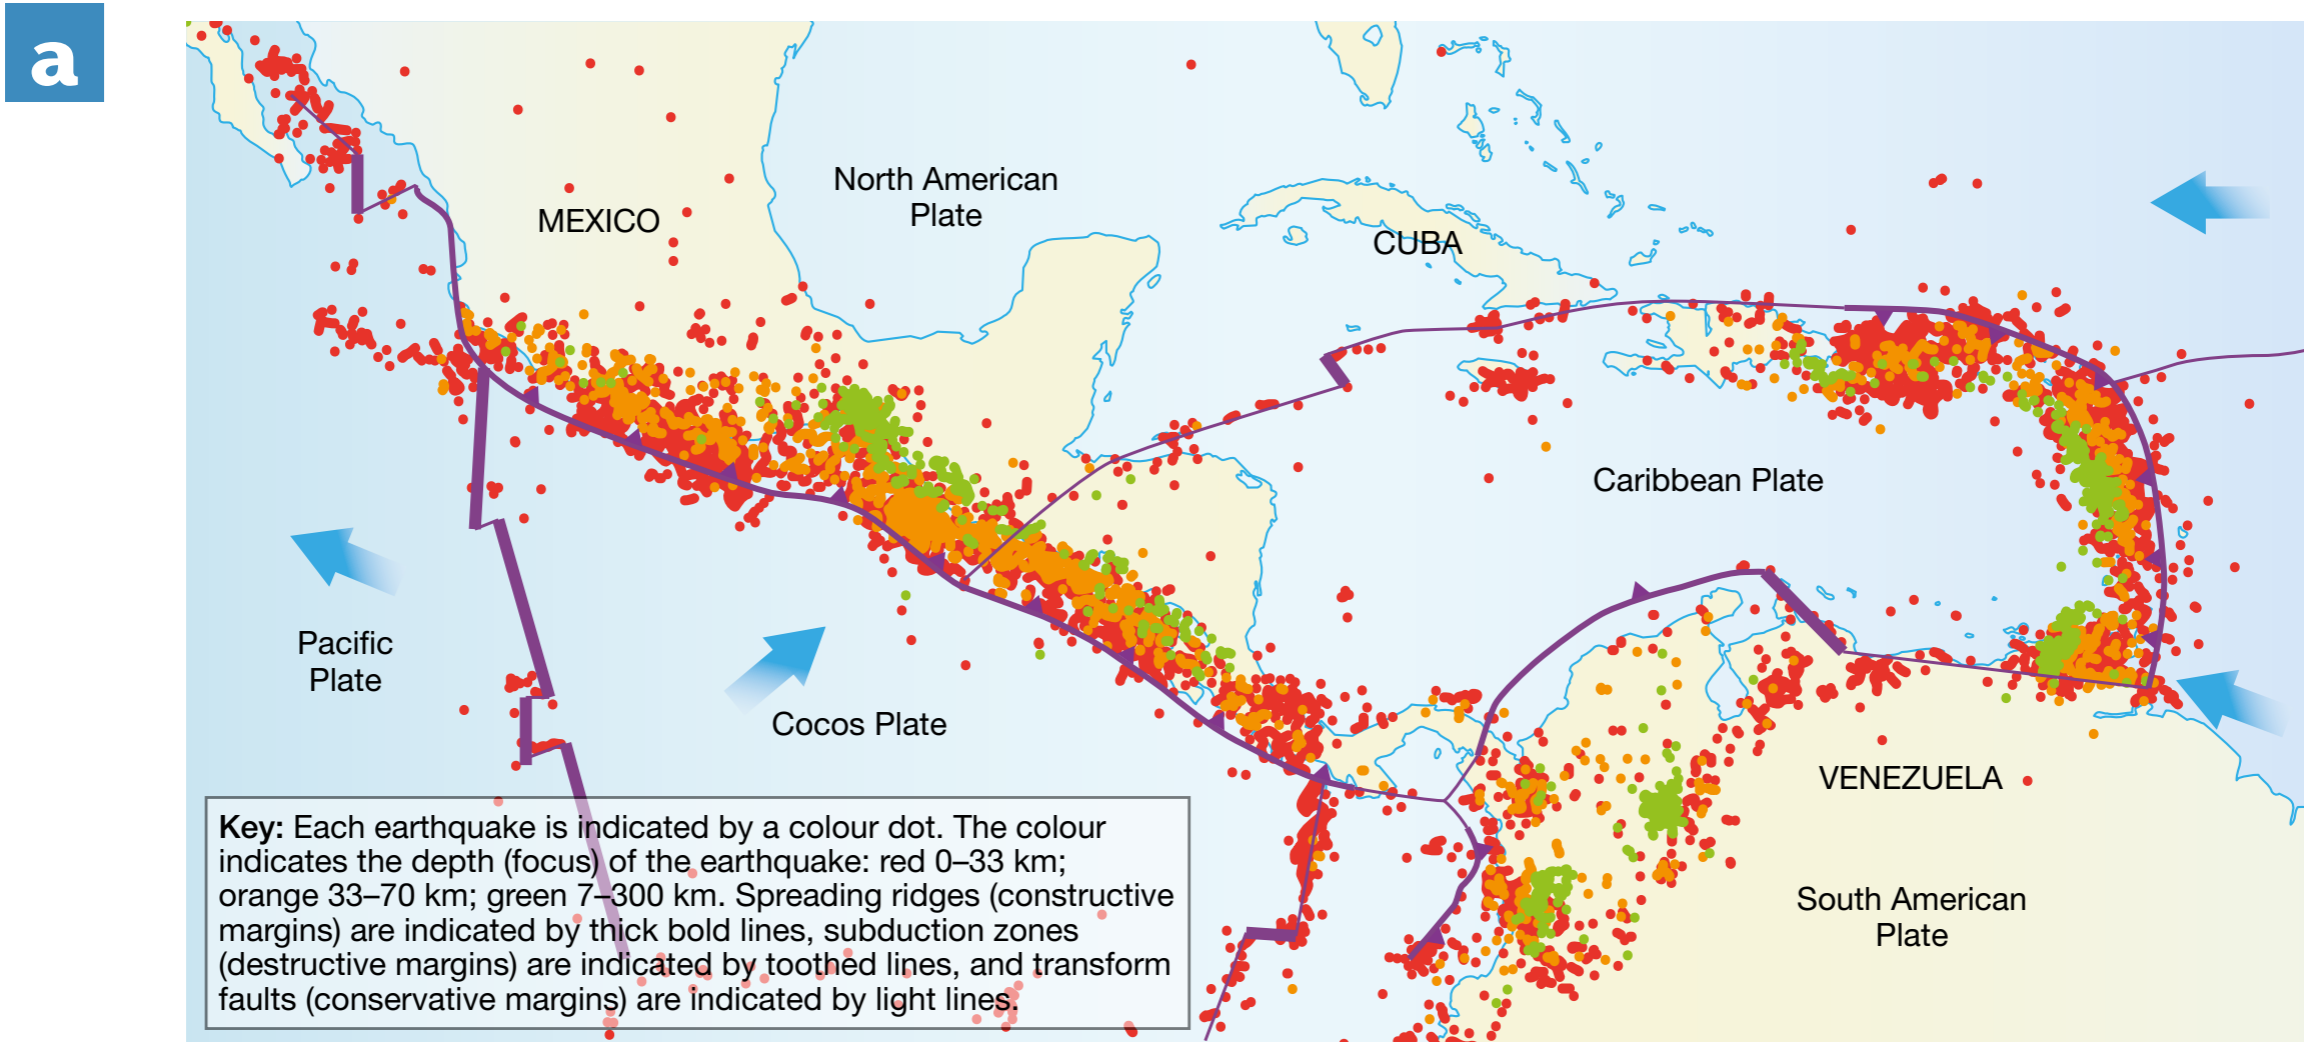 a
North American
Plate
MEXICO
CUBA
Caribbean Plate
Pacific
Plate
Cocos Plate
VENEZUELA
South American
Plate
Key: Each earthquake is indicated by a colour dot. The colour
indicates the depth (focus) of the earthquake: red 0–33 km;
orange 33–70 km; green 7–300 km. Spreading ridges (constructive
margins) are indicated by thick bold lines, subduction zones
(destructive margins) are indicated by toothed lines, and transform
faults (conservative margins) are indicated by light lines.